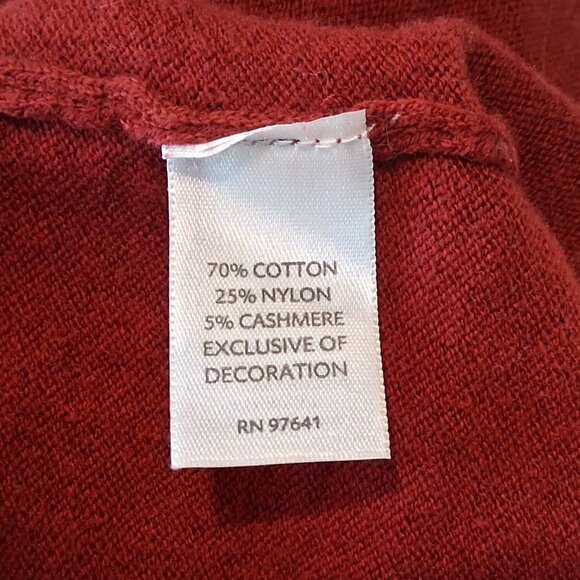 70% COTTON
25% NYLON
5% CASHMERE
EXCLUSIVE OF
DECORATION
RN 97641